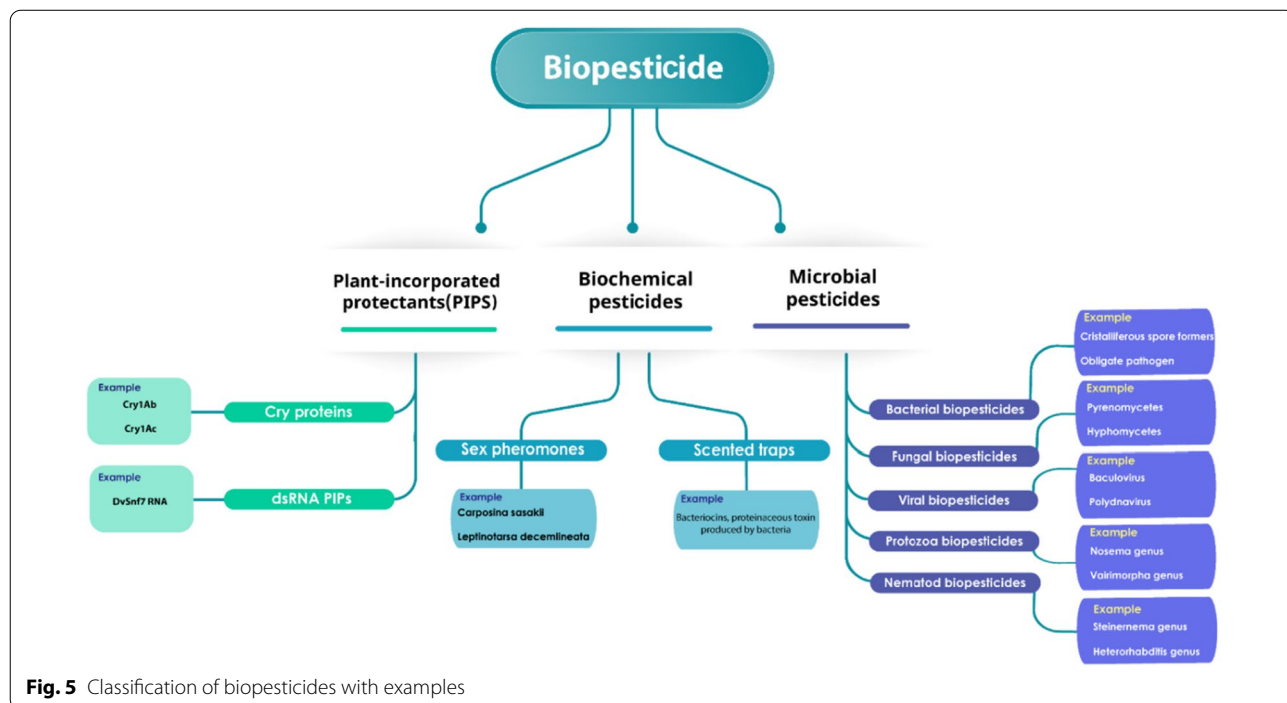 Biopesticide
Plant-incorporated
protectants(PIPS)
Biochemical
pesticides
Microbial
pesticides
Example
Cry1Ab
Cry1Ac
Cry proteins
Example
DvSnf7 RNA
dsRNA PIPs
Sex pheromones
Example
Carposina sasakii
Leptinotarsa decemlineata
Scented traps
Example
Bacteriocins, proteinaceous toxin
produced by bacteria
Bacterial biopesticides
Example
Cristalliferous spore formers
Obligate pathogen
Fungal biopesticides
Example
Pyrenomycetes
Hyphomycetes
Viral biopesticides
Example
Baculovirus
Polydnavirus
Protozoa biopesticides
Example
Nosema genus
Vairimorpha genus
Nematod biopesticides
Example
Steinernema genus
Heterorhabditis genus
Fig. 5 Classification of biopesticides with examples